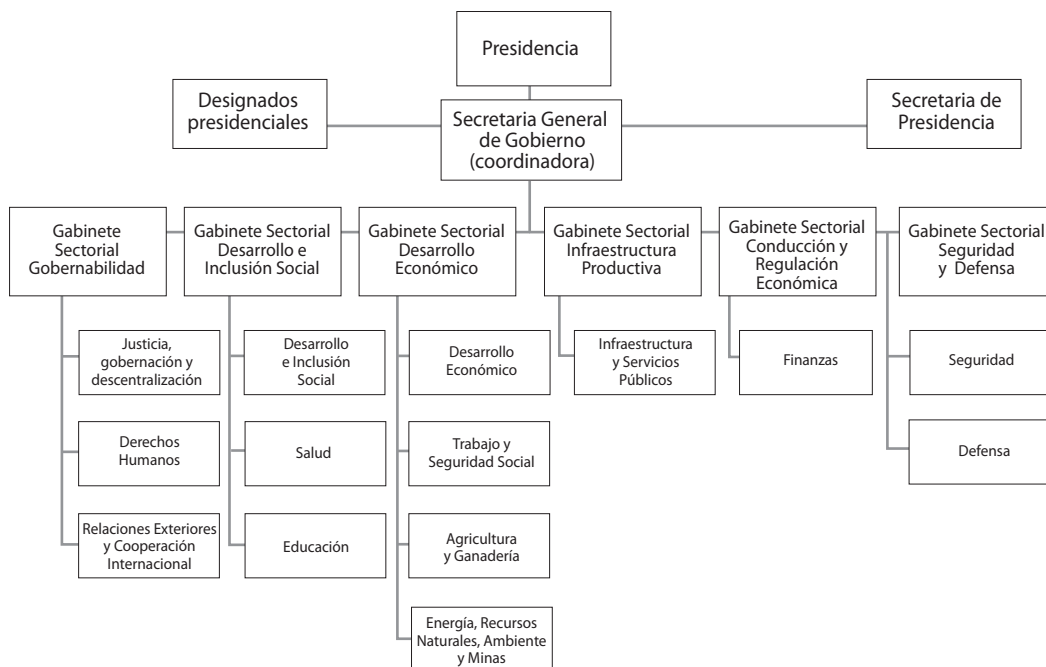 Presidencia
Designados
presidenciales
Secretaria General
de Gobierno
(coordinadora)
Secretaria de
Presidencia
Gabinete
Sectorial
Gobernabilidad
Gabinete Sectorial
Desarrollo e
Inclusión Social
Gabinete Sectorial
Desarrollo
Económico
Gabinete Sectorial
Infraestructura
Productiva
Gabinete Sectorial
Conducción y
Regulación
Económica
Gabinete Sectorial
Seguridad
y Defensa
Justicia,
gobernación y
descentralización
Desarrollo
e Inclusión
Social
Desarrollo
Económico
Infraestructura
y Servicios
Públicos
Finanzas
Seguridad
Derechos
Humanos
Salud
Trabajo y
Seguridad Social
Defensa
Relaciones Exteriores
y Cooperación
Internacional
Educación
Agricultura
y Ganadería
Energía, Recursos
Naturales, Ambiente
y Minas